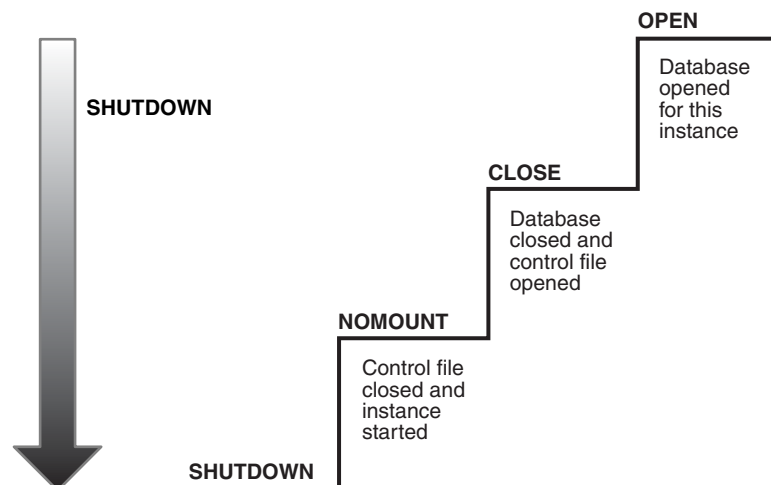 OPEN
Database
opened
for this
instance
SHUTDOWN
CLOSE
Database
closed and
control file
opened
NOMOUNT
Control file
closed and
instance
started
SHUTDOWN